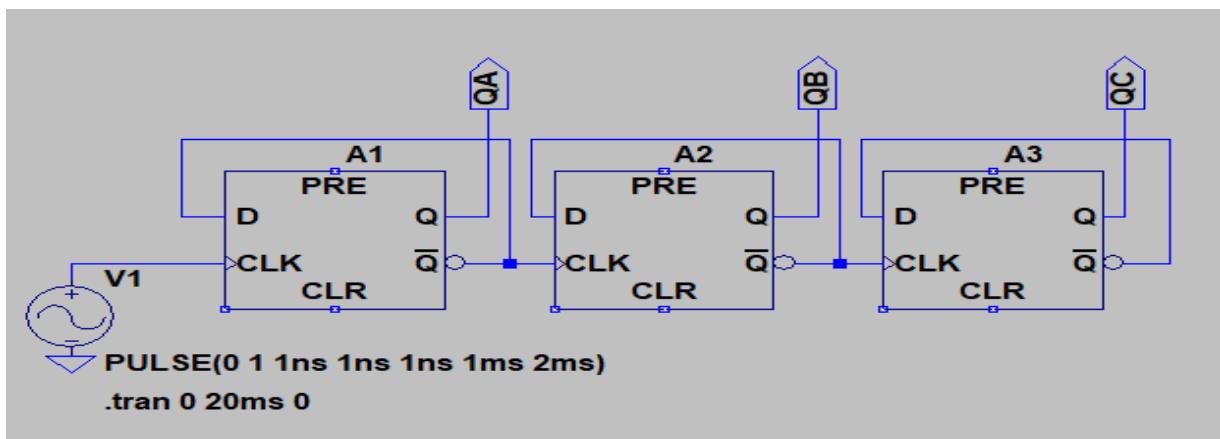 QA QB QC
A1 A2 A3
PRE PRE PRE
D Q D Q D Q
CLK Q̅ CLK Q̅ CLK Q̅
V1
CLR CLR CLR
+
−
PULSE(0 1 1ns 1ns 1ns 1ms 2ms)
.tran 0 20ms 0